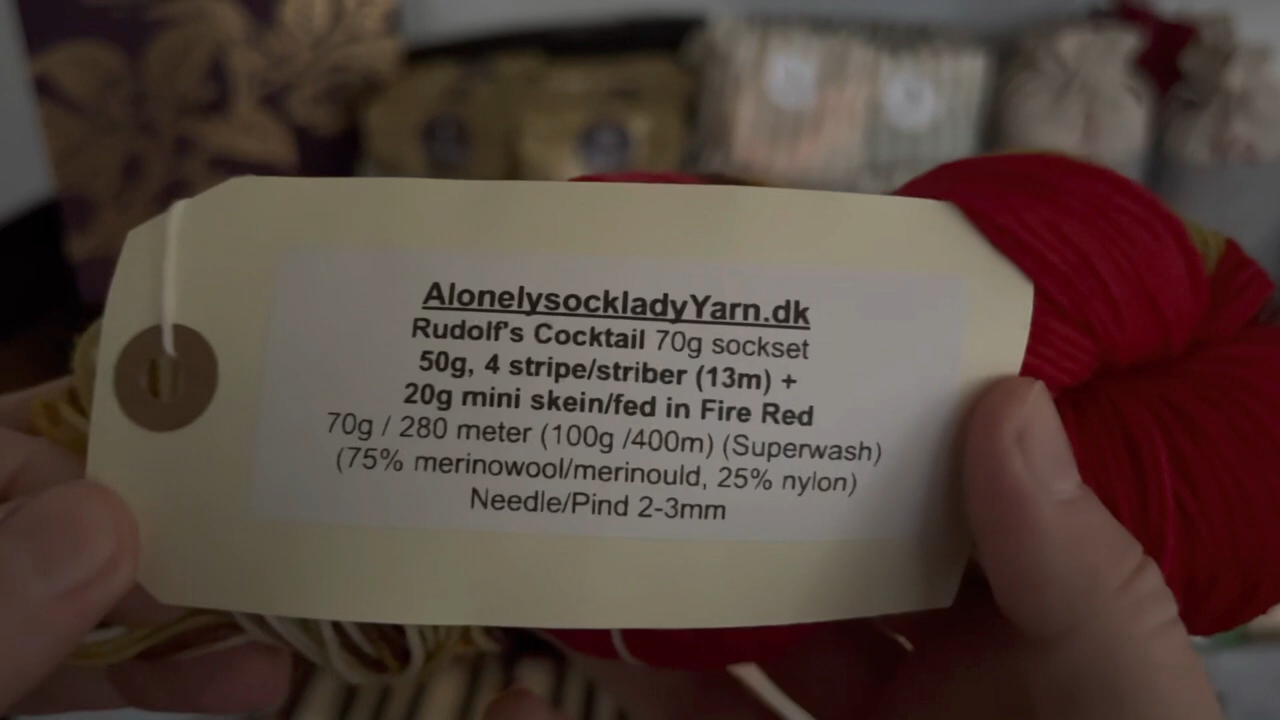 AlonelysockladyYarn.dk
Rudolf's Cocktail 70g sockset
50g, 4 stripe/striber (13m) +
20g mini skein/fed in Fire Red
70g / 280 meter (100g /400m) (Superwash)
(75% merinowool/merinould, 25% nylon)
Needle/Pind 2-3mm